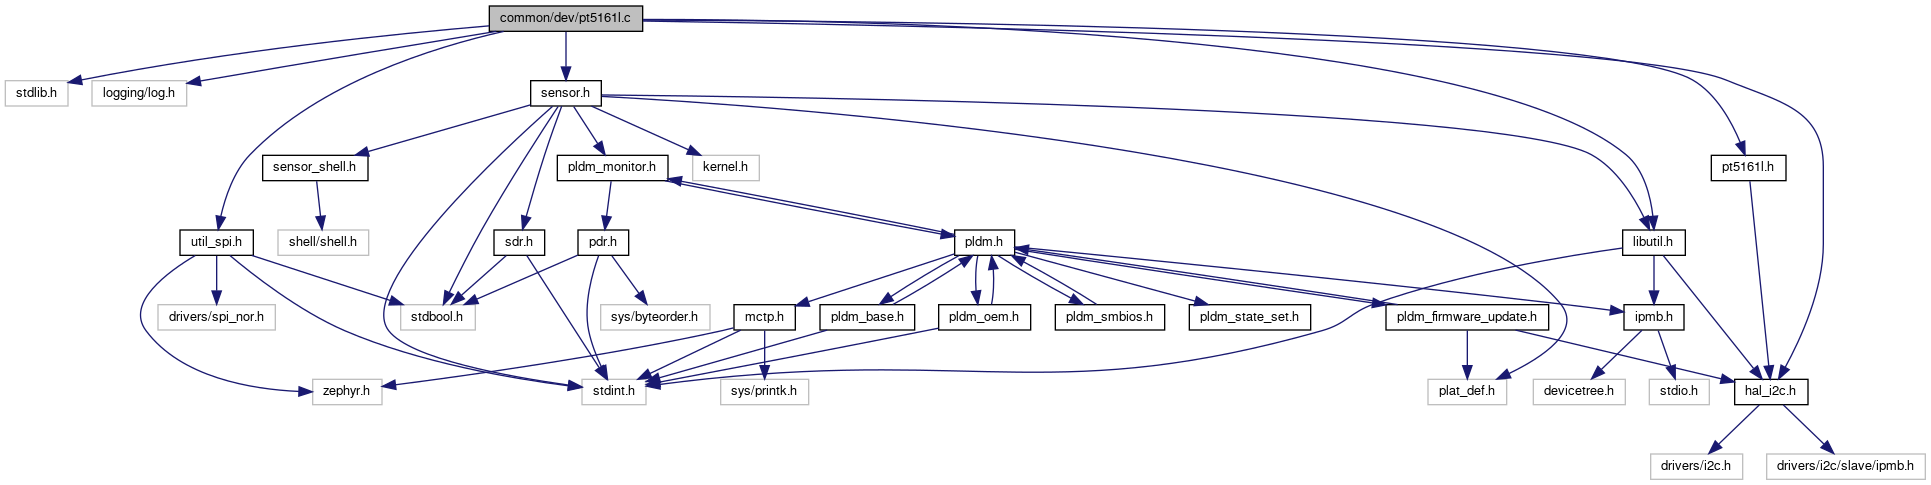 common/dev/pt5161l.c
stdlib.h
logging/log.h
sensor.h
sensor_shell.h
pldm_monitor.h
kernel.h
pt5161l.h
util_spi.h
shell/shell.h
sdr.h
pdr.h
pldm.h
libutil.h
drivers/spi_nor.h
stdbool.h
sys/byteorder.h
mctp.h
pldm_base.h
pldm_oem.h
pldm_smbios.h
pldm_state_set.h
pldm_firmware_update.h
ipmb.h
zephyr.h
stdint.h
sys/printk.h
plat_def.h
devicetree.h
stdio.h
hal_i2c.h
drivers/i2c.h
drivers/i2c/slave/ipmb.h